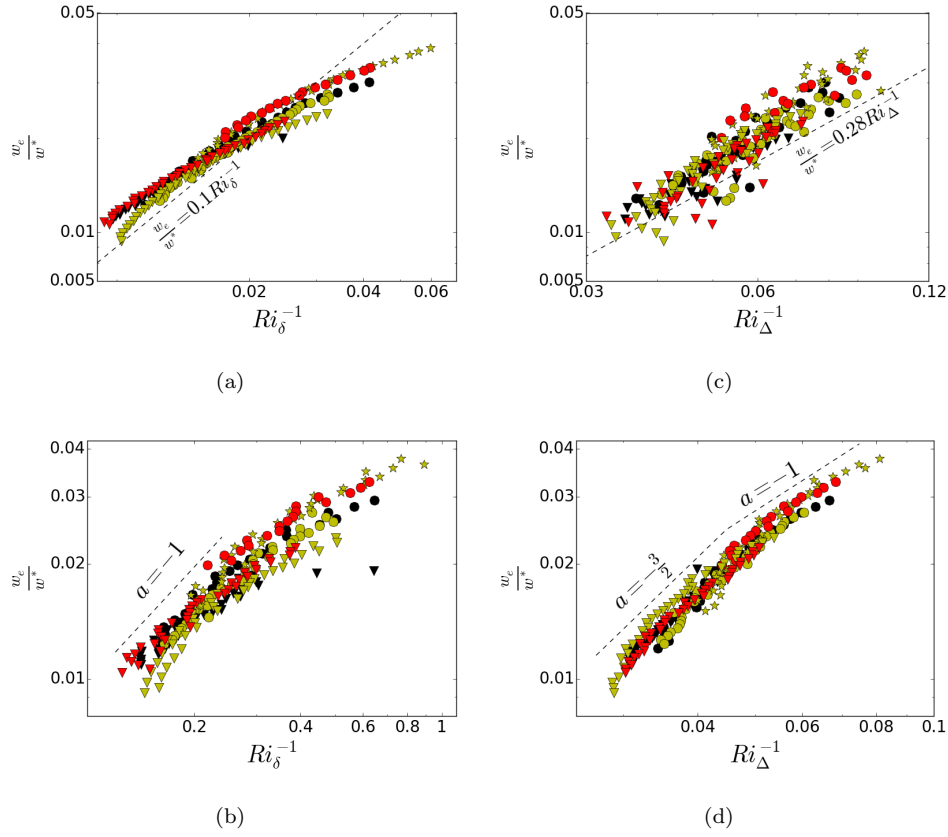 0.05
w_e/w*
0.01
0.005
w_e/w* = 0.1Ri_δ^-1
0.02 0.04 0.06
Ri_δ^-1
(a)
0.05
w_e/w*
0.01
0.005
w_e/w* = 0.28Ri_Δ^-1
0.03 0.06 0.12
Ri_Δ^-1
(c)
0.04
0.03
0.02
w_e/w*
0.01
a=-1
0.2 0.4 0.6 0.8 1
Ri_δ^-1
(b)
0.04
0.03
0.02
w_e/w*
0.01
a=-3/2
a=-1
0.04 0.06 0.08 0.1
Ri_Δ^-1
(d)